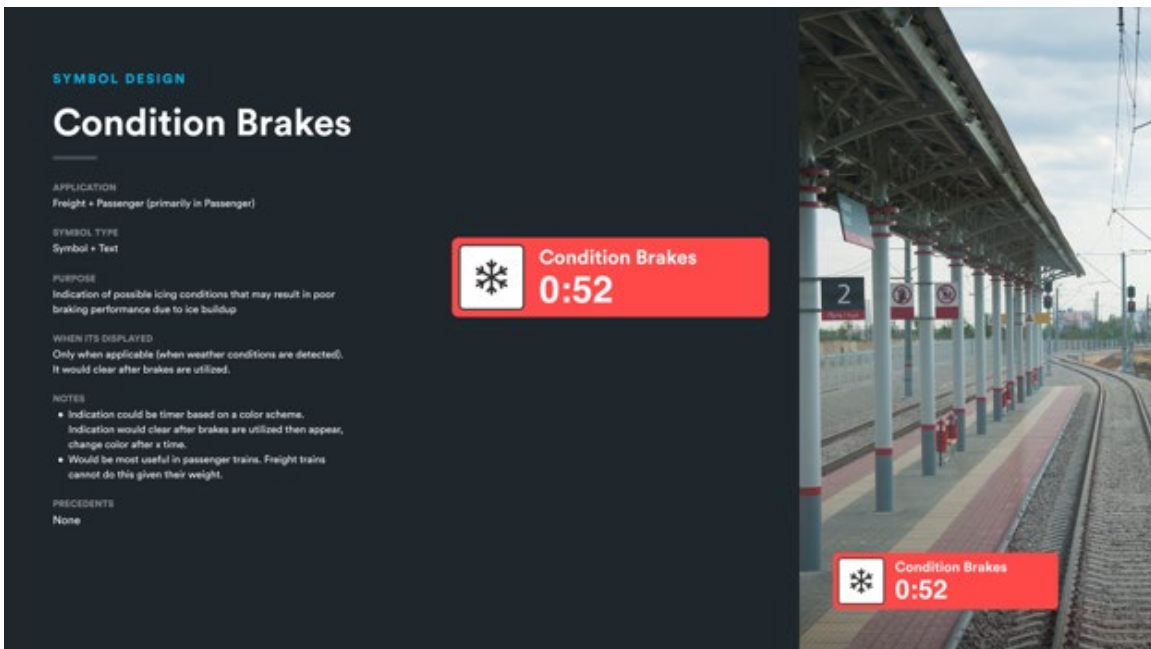 SYMBOL DESIGN
Condition Brakes
APPLICATION
Freight + Passenger (primarily in Passenger)
SYMBOL TYPE
Symbol + Text
PURPOSE
Indication of possible icing conditions that may result in poor
braking performance due to ice buildup
WHEN ITS DISPLAYED
Only when applicable (when weather conditions are detected).
It would clear after brakes are utilized.
NOTES
• Indication could be timer based on a color scheme.
Indication would clear after brakes are utilized then appear,
change color after x time.
• Would be most useful in passenger trains. Freight trains
cannot do this given their weight.
PRECEDENTS
None
Condition Brakes
0:52
2
Condition Brakes
0:52